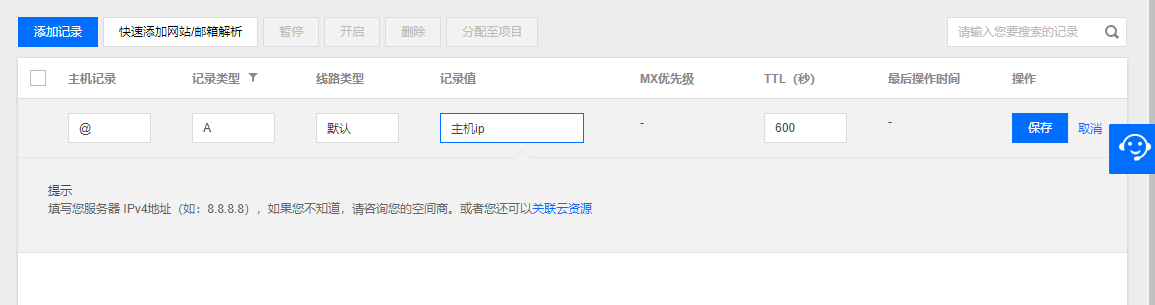 添加记录 快速添加网站/邮箱解析 暂停 开启 删除 分配至项目 请输入您要搜索的记录
主机记录 记录类型 线路类型 记录值 MX优先级 TTL（秒） 最后操作时间 操作
@ A 默认 主机ip - 600 - 保存 取消
提示
填写您服务器 IPv4地址（如：8.8.8.8），如果您不知道，请咨询您的空间商。或者您还可以关联云资源